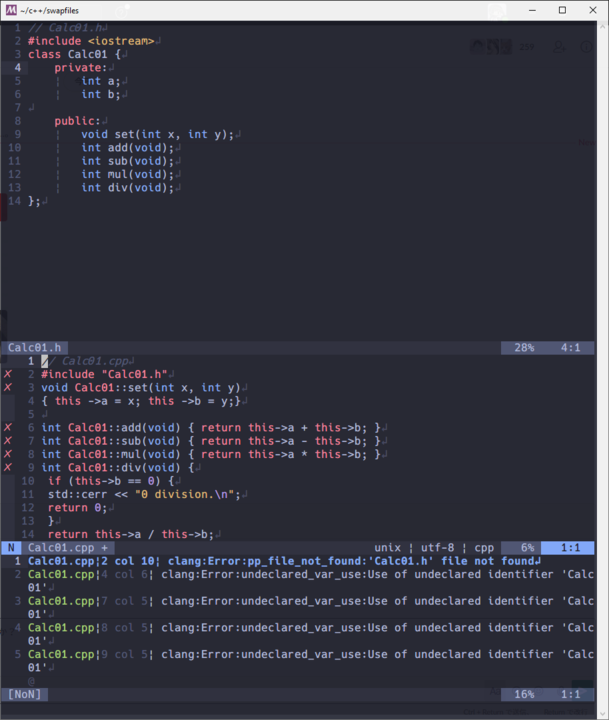 ~/c++/swapfiles
1 // Calc01.h
2 #include <iostream>
3 class Calc01 {
4 private:
5 int a;
6 int b;
7
8 public:
9 void set(int x, int y);
10 int add(void);
11 int sub(void);
12 int mul(void);
13 int div(void);
14 };
Calc01.h 28% 4:1
1 // Calc01.cpp
✗ 2 #include "Calc01.h"
✗ 3 void Calc01::set(int x, int y)
4 { this ->a = x; this ->b = y;}
5
✗ 6 int Calc01::add(void) { return this->a + this->b; }
✗ 7 int Calc01::sub(void) { return this->a - this->b; }
✗ 8 int Calc01::mul(void) { return this->a * this->b; }
✗ 9 int Calc01::div(void) {
10 if (this->b == 0) {
11 std::cerr << "0 division.\n";
12 return 0;
13 }
14 return this->a / this->b;
N Calc01.cpp + unix | utf-8 | cpp 6% 1:1
1 Calc01.cpp¦2 col 10¦ clang:Error:pp_file_not_found:'Calc01.h' file not found
2 Calc01.cpp¦4 col 6¦ clang:Error:undeclared_var_use:Use of undeclared identifier 'Calc
01'
3 Calc01.cpp¦7 col 5¦ clang:Error:undeclared_var_use:Use of undeclared identifier 'Calc
01'
4 Calc01.cpp¦8 col 5¦ clang:Error:undeclared_var_use:Use of undeclared identifier 'Calc
01'
5 Calc01.cpp¦9 col 5¦ clang:Error:undeclared_var_use:Use of undeclared identifier 'Calc
01'
@
[NoN] 16% 1:1